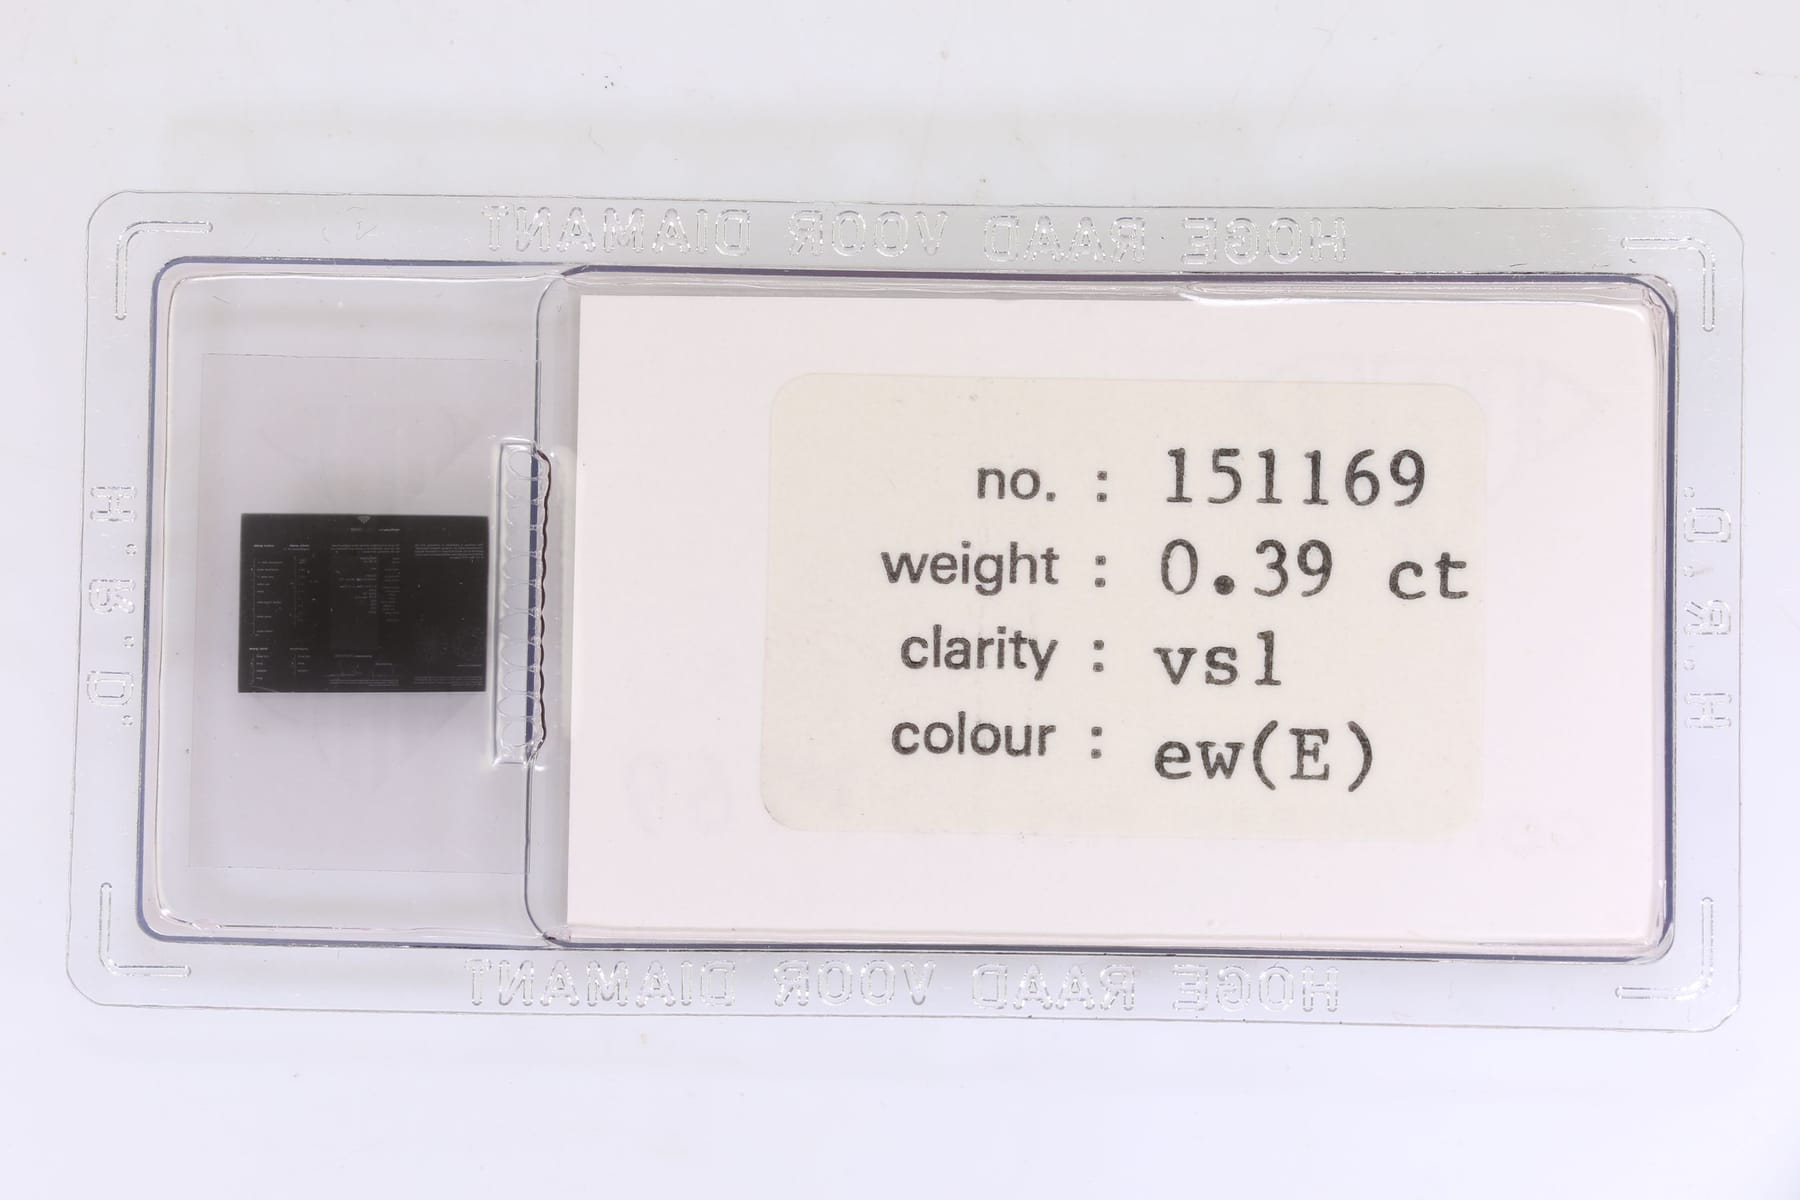 HOGE RAAD VOOR DIAMANT
H.R.D.
no. : 151169
weight : 0.39 ct
clarity : vs1
colour : ew(E)
H.R.D.
HOGE RAAD VOOR DIAMANT